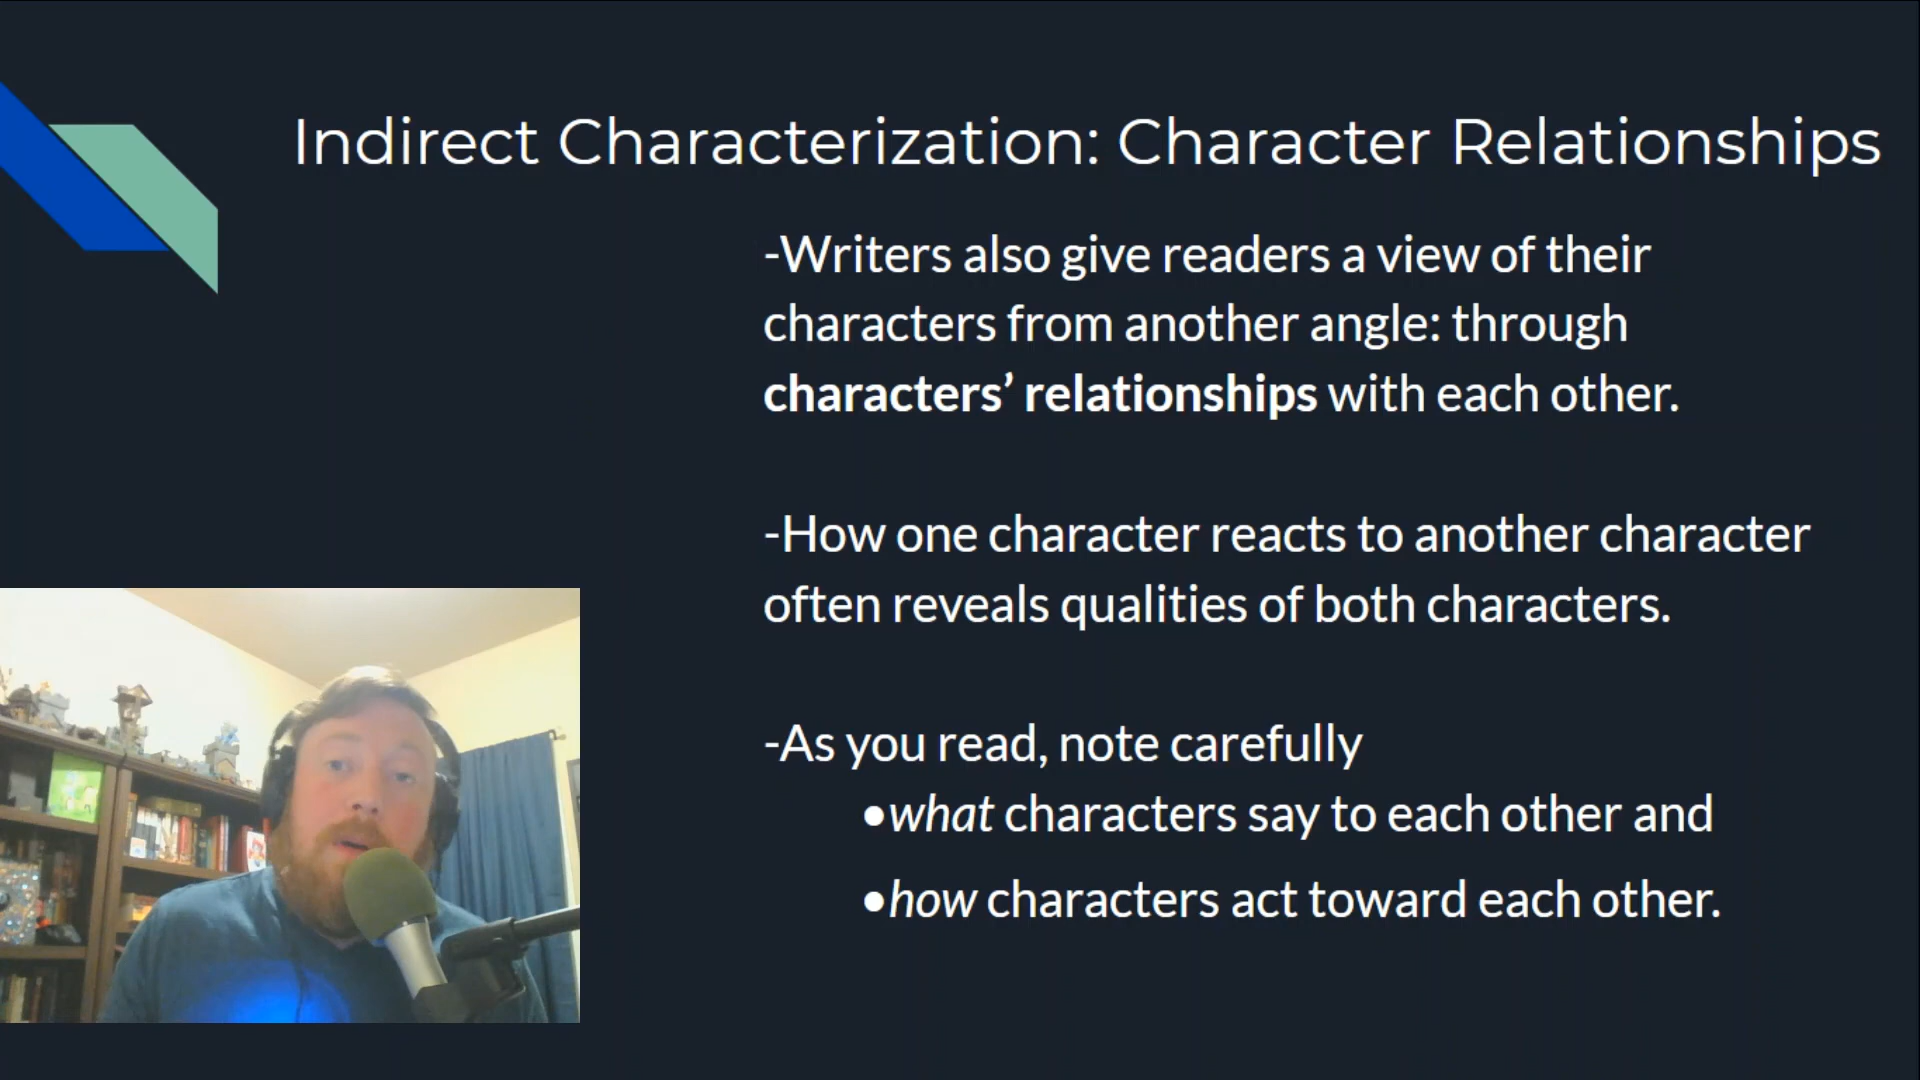 Indirect Characterization: Character Relationships
-Writers also give readers a view of their
characters from another angle: through
characters’ relationships with each other.
-How one character reacts to another character
often reveals qualities of both characters.
-As you read, note carefully
●what characters say to each other and
●how characters act toward each other.